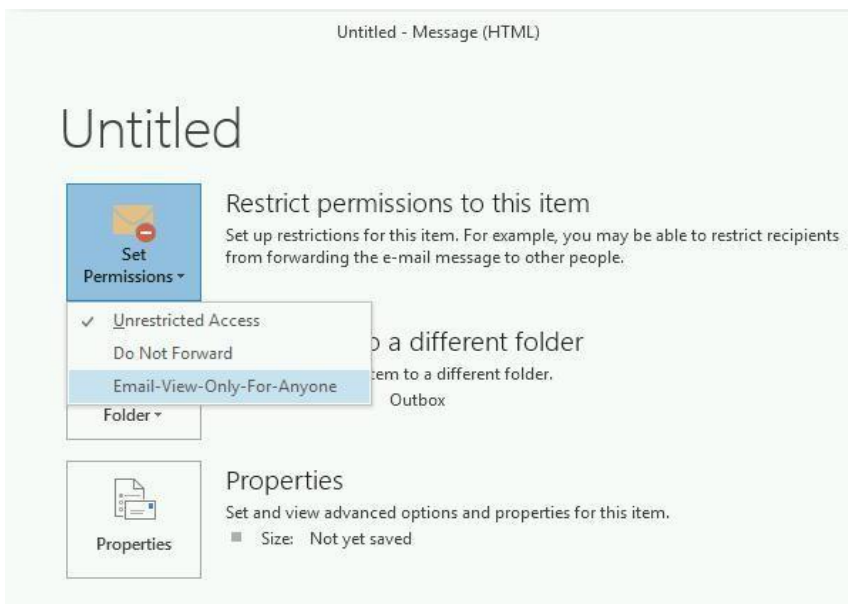 Untitled - Message (HTML)
Untitled
Set
Permissions
Restrict permissions to this item
Set up restrictions for this item. For example, you may be able to restrict recipients
from forwarding the e-mail message to other people.
✓ Unrestricted Access
Do Not Forward
Email-View-Only-For-Anyone
a different folder
to a different folder.
Outbox
Folder
Properties
Properties
Set and view advanced options and properties for this item.
Size: Not yet saved